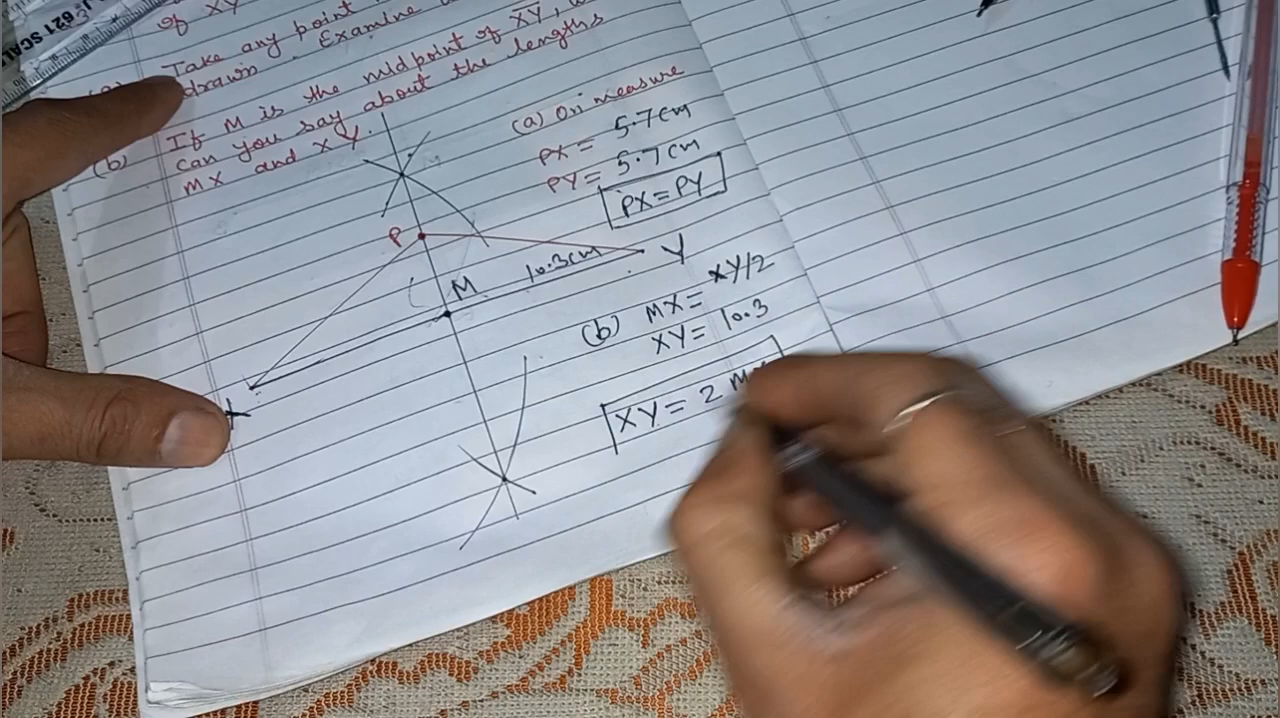 621 SCAL
of XY
Take any point
drawn. Examine
(b) If M is the midpoint of XY,
can you say about the lengths
MX and XY.
(a) On measure
PX = 5.7cm
PY = 5.7cm
PX = PY
P
Y
10.3cm
M
X
(b) MX = XY/2
XY = 10.3
XY = 2 M